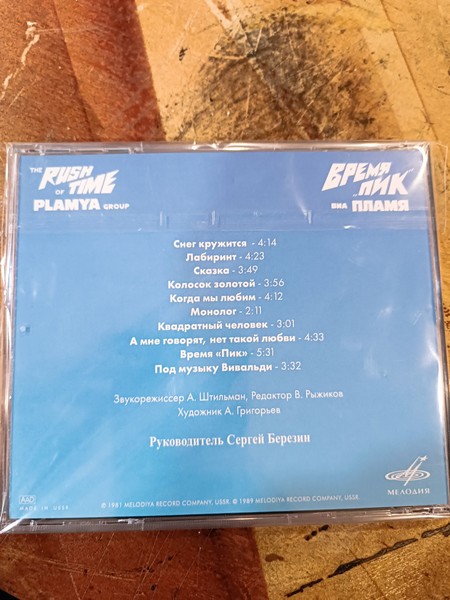 THE RUSH
OF TIME
PLAMYA GROUP
ВРЕМЯ
„ПИК“
ВИА ПЛАМЯ
Снег кружится - 4:14
Лабиринт - 4:23
Сказка - 3:49
Колосок золотой - 3:56
Когда мы любим - 4:12
Монолог - 2:11
Квадратный человек - 3:01
А мне говорят, нет такой любви - 4:33
Время «Пик» - 5:31
Под музыку Вивальди - 3:32
Звукорежиссер А. Штильман, Редактор В. Рыжиков
Художник А. Григорьев
Руководитель Сергей Березин
AAD
MADE IN USSR
© 1981 MELODIYA RECORD COMPANY, USSR. © 1989 MELODIYA RECORD COMPANY, USSR.
МЕЛОДИЯ